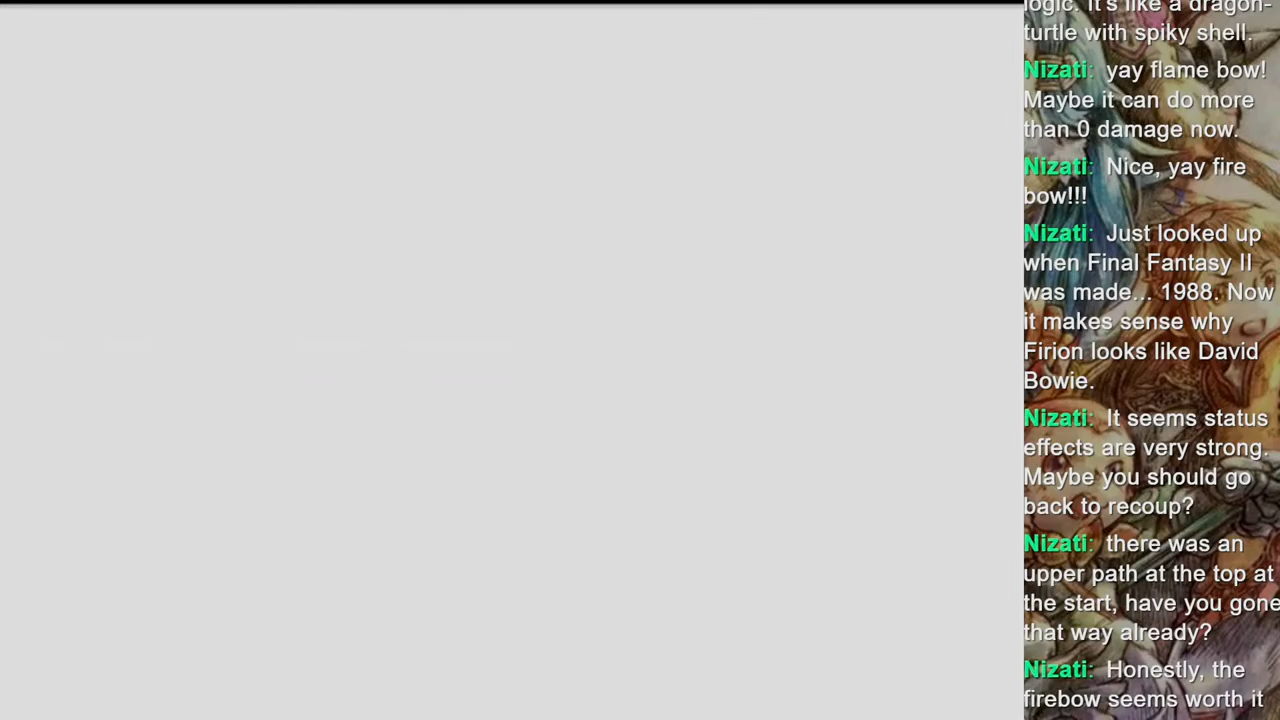 logic. It's like a dragon-
turtle with spiky shell.
Nizati: yay flame bow!
Maybe it can do more
than 0 damage now.
Nizati: Nice, yay fire
bow!!!
Nizati: Just looked up
when Final Fantasy II
was made... 1988. Now
it makes sense why
Firion looks like David
Bowie.
Nizati: It seems status
effects are very strong.
Maybe you should go
back to recoup?
Nizati: there was an
upper path at the top at
the start, have you gone
that way already?
Nizati: Honestly, the
firebow seems worth it